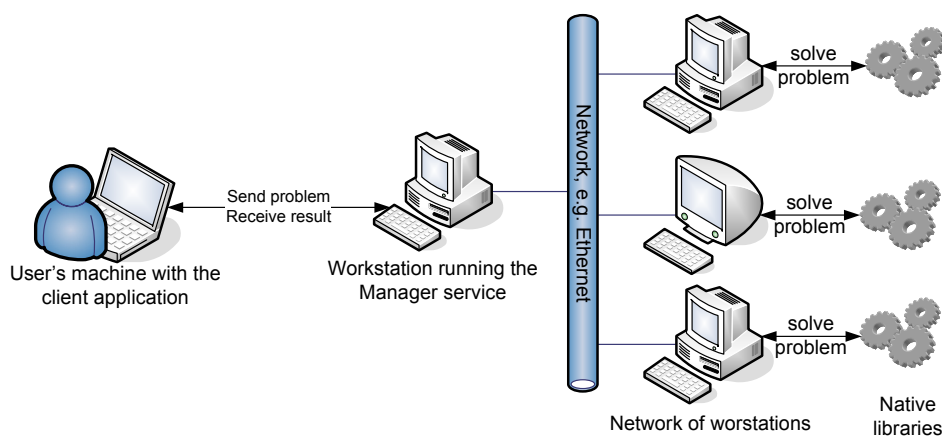 User's machine with the
client application
Send problem
Receive result
Workstation running the
Manager service
Network, e.g. Ethernet
solve
problem
solve
problem
solve
problem
Network of worstations
Native
libraries